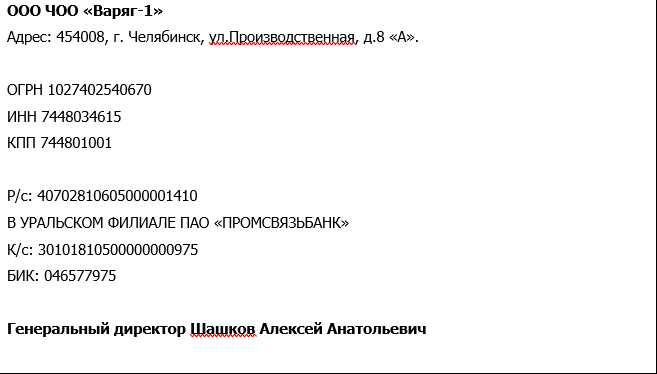 ООО ЧОО «Варяг-1»
Адрес: 454008, г. Челябинск, ул.Производственная, д.8 «А».
ОГРН 1027402540670
ИНН 7448034615
КПП 744801001
Р/с: 40702810605000001410
В УРАЛЬСКОМ ФИЛИАЛЕ ПАО «ПРОМСВЯЗЬБАНК»
К/с: 30101810500000000975
БИК: 046577975
Генеральный директор Шашков Алексей Анатольевич